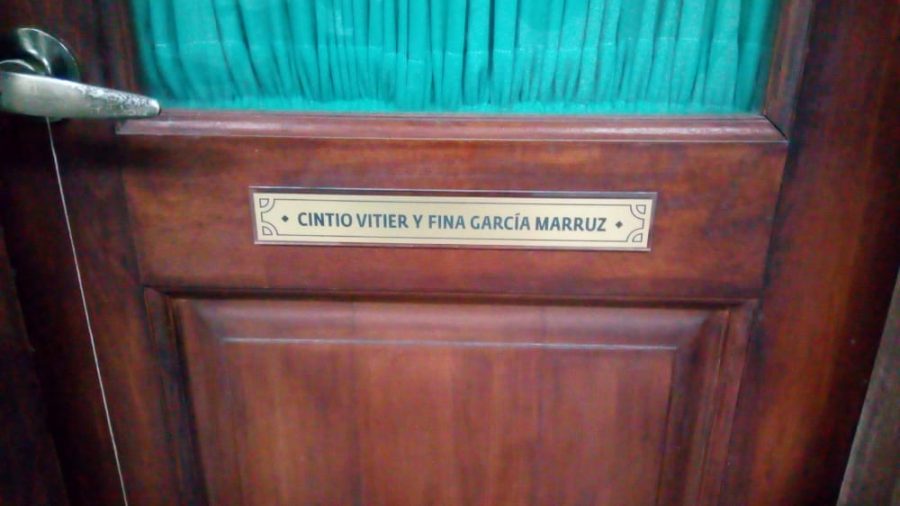 CINTIO VITIER Y FINA GARCÍA MARRUZ